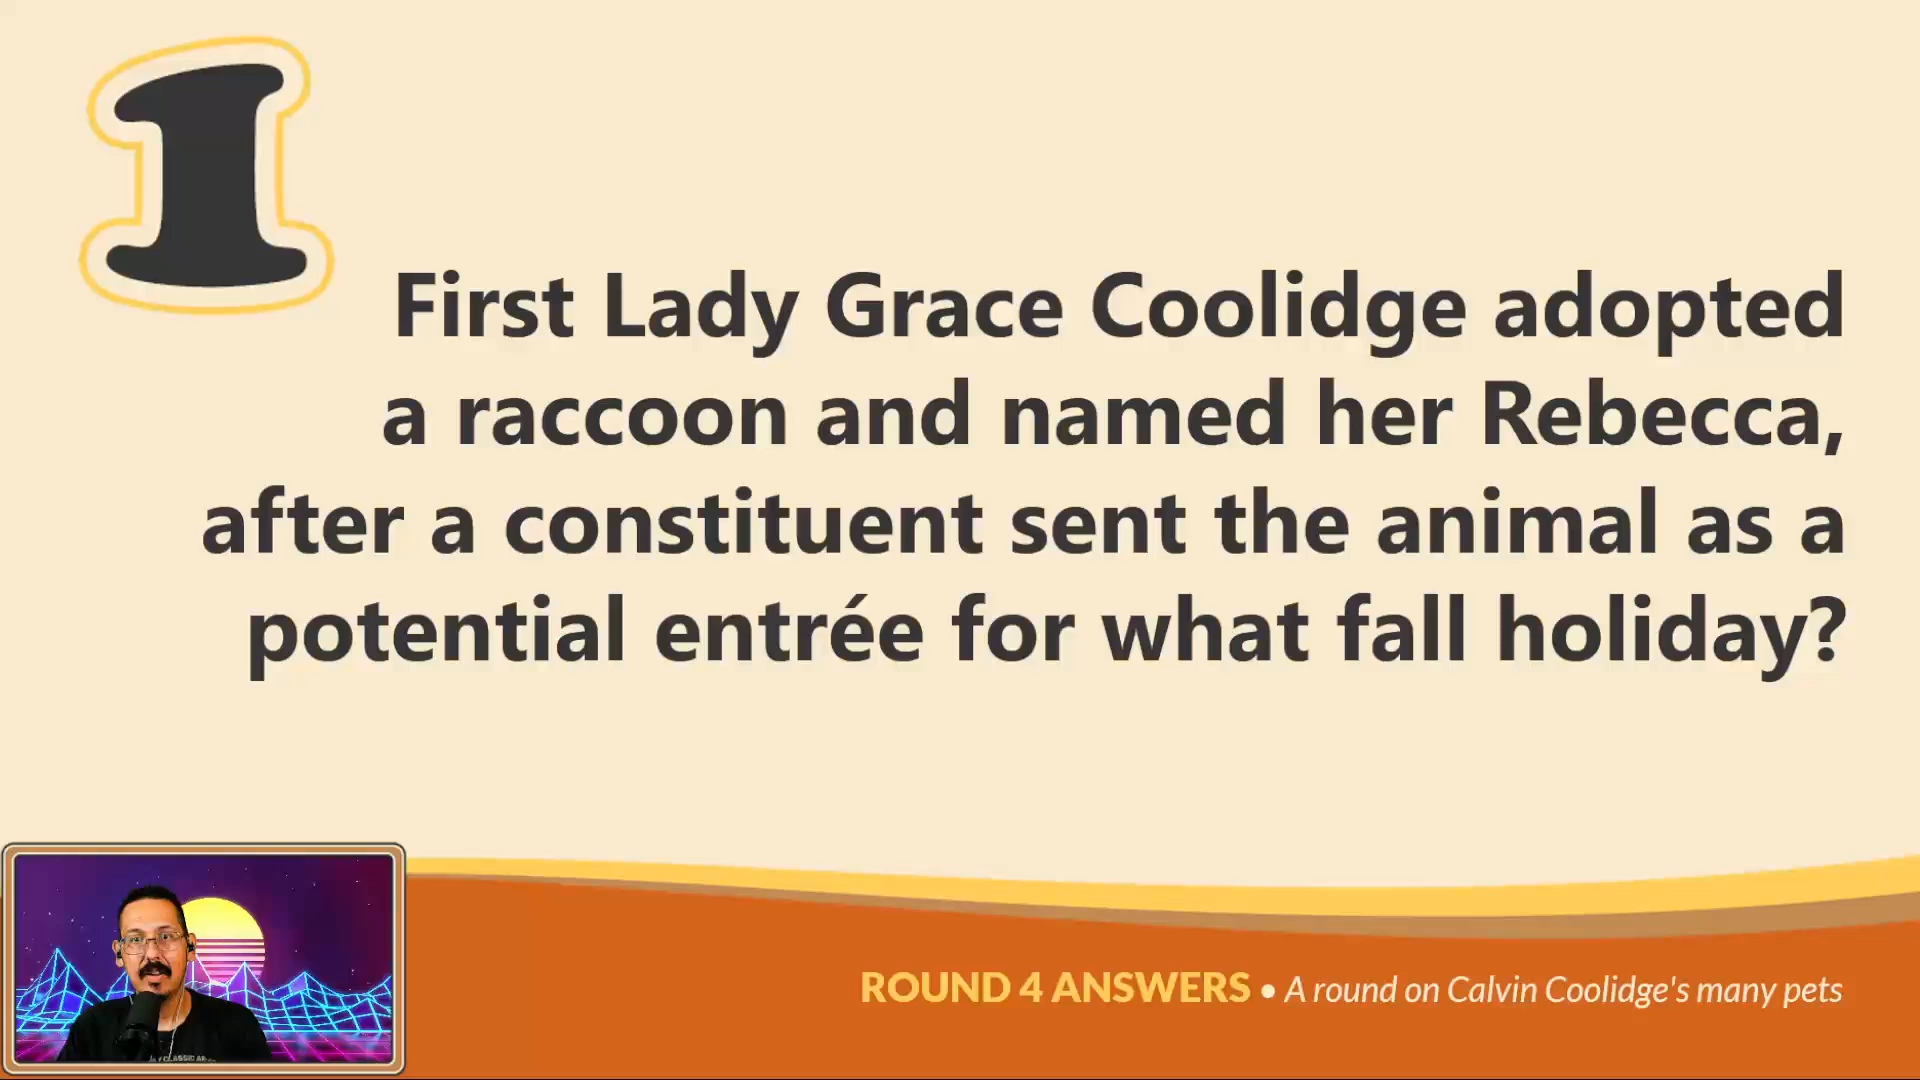 1
First Lady Grace Coolidge adopted
a raccoon and named her Rebecca,
after a constituent sent the animal as a
potential entrée for what fall holiday?
ROUND 4 ANSWERS • A round on Calvin Coolidge's many pets